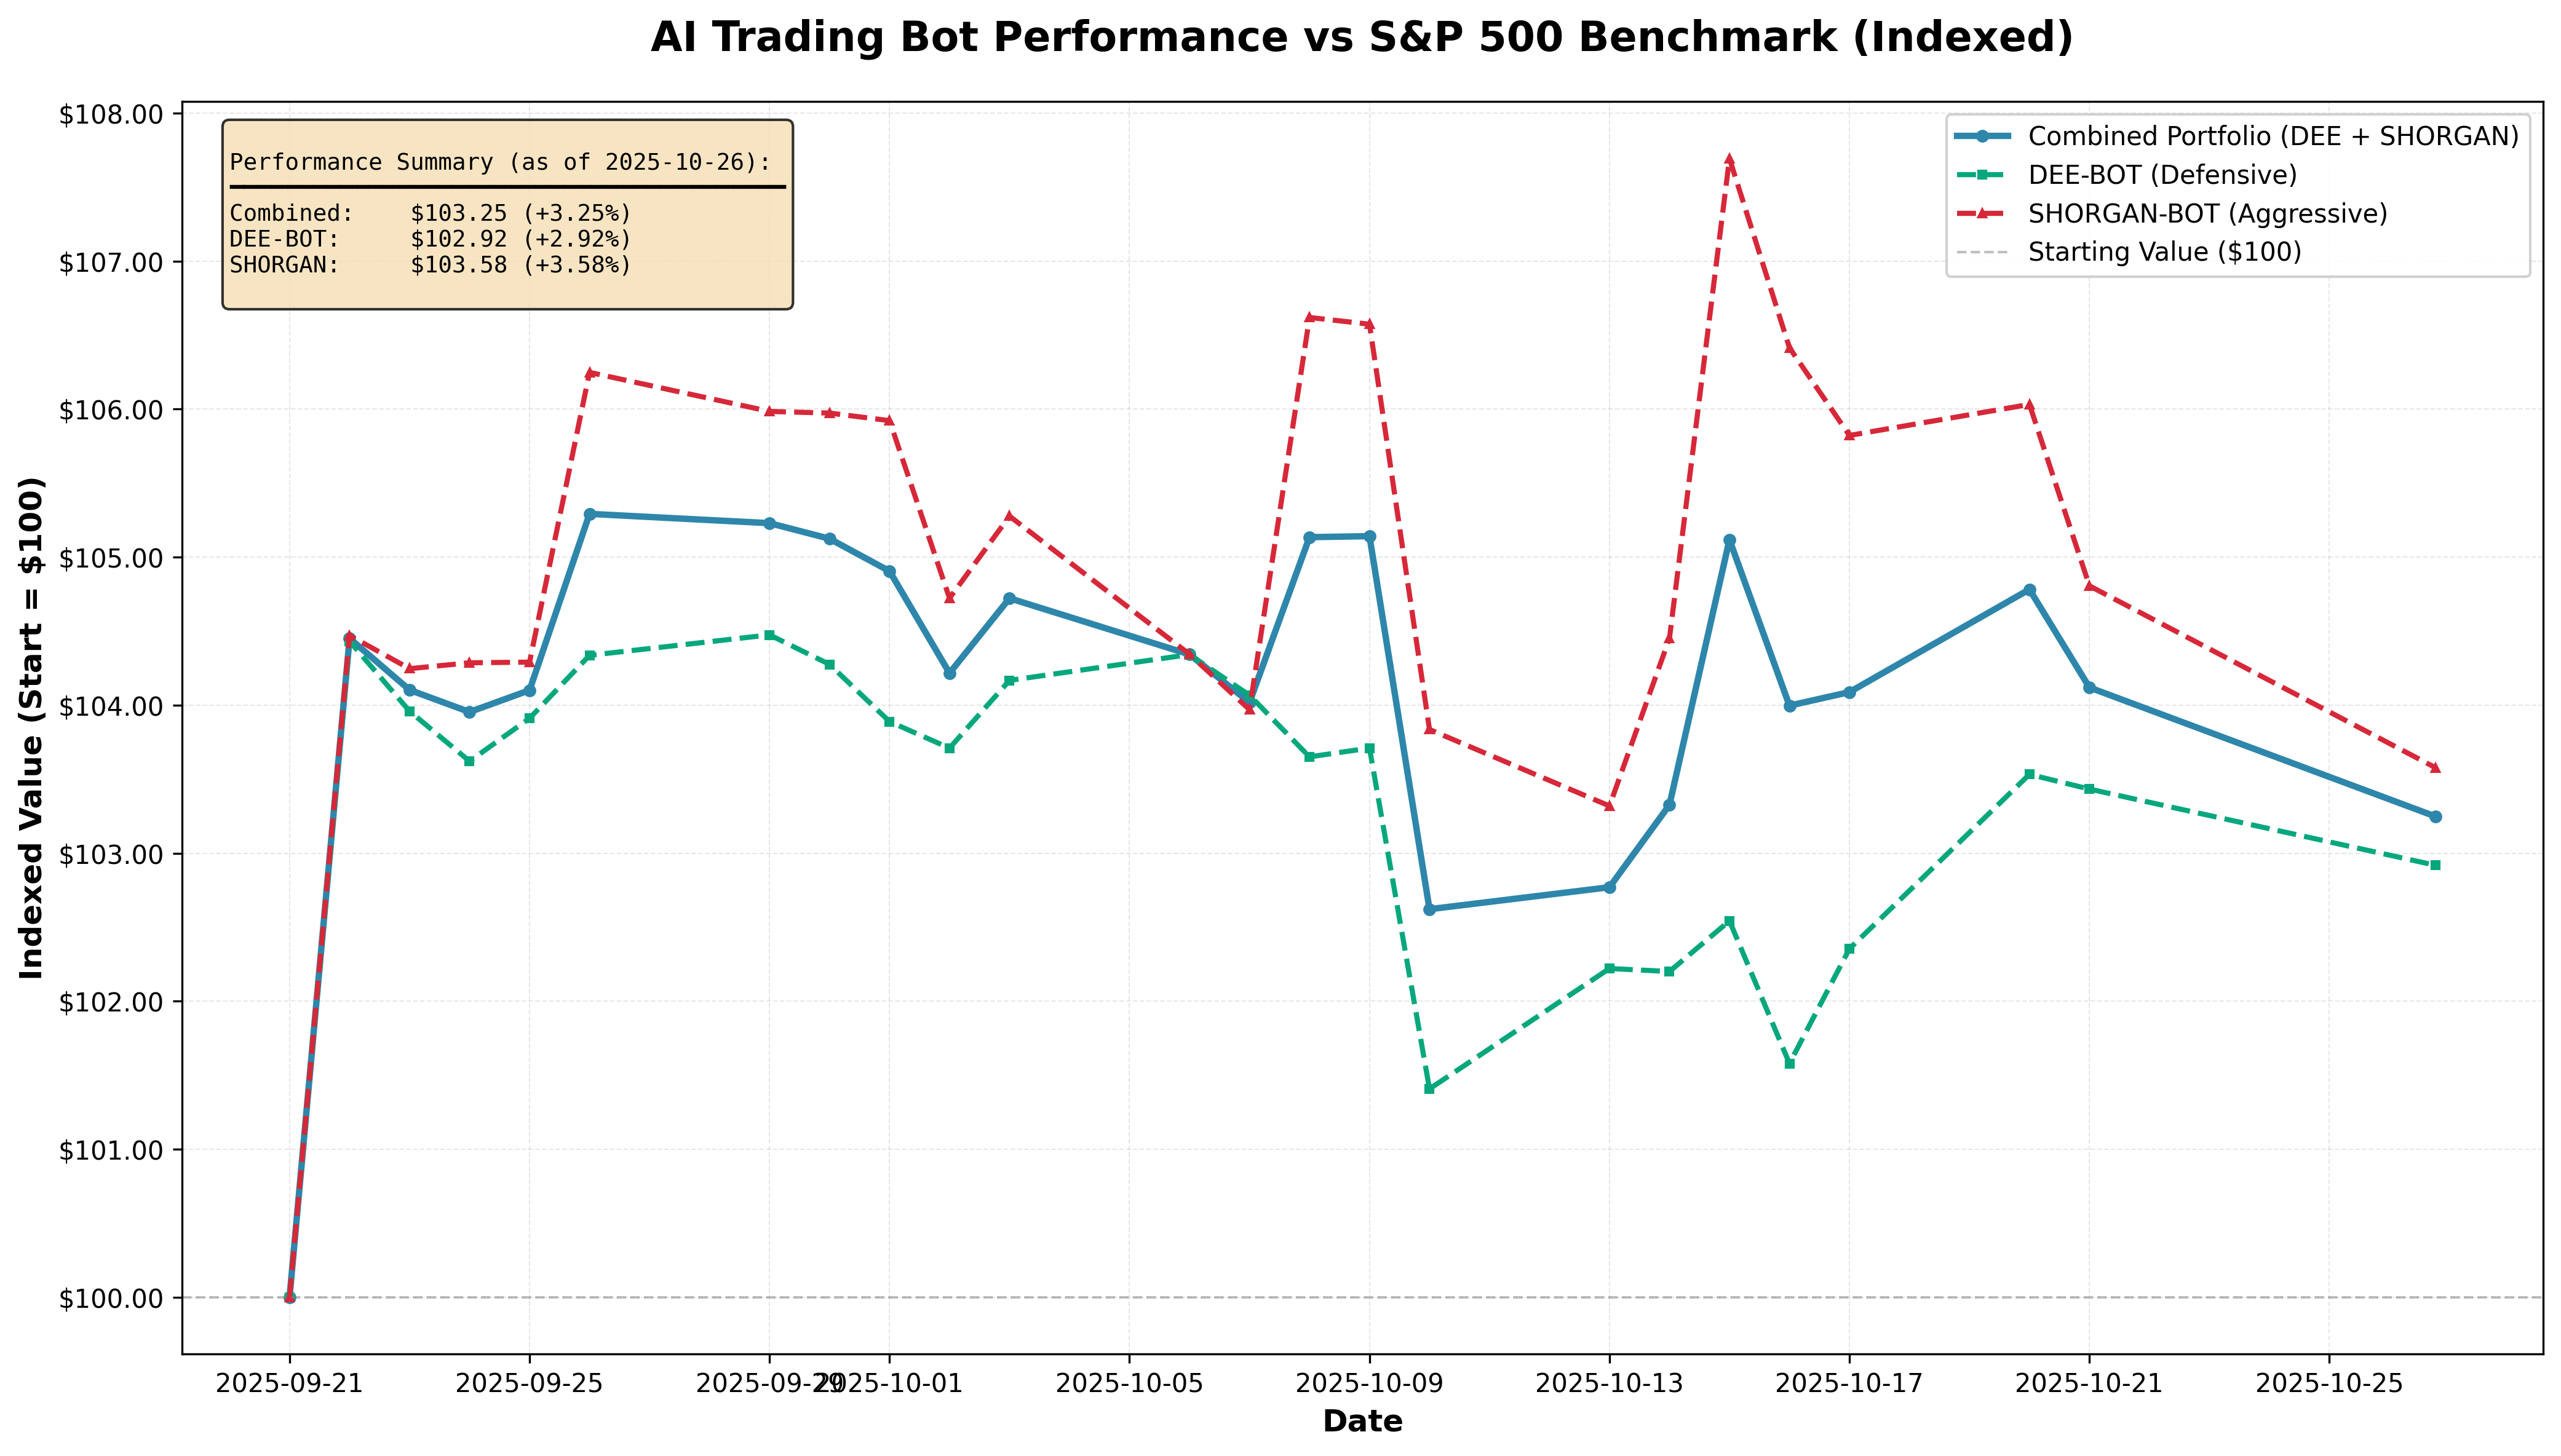 AI Trading Bot Performance vs S&P 500 Benchmark (Indexed)
Performance Summary (as of 2025-10-26):
Combined: $103.25 (+3.25%)
DEE-BOT: $102.92 (+2.92%)
SHORGAN: $103.58 (+3.58%)
Combined Portfolio (DEE + SHORGAN)
DEE-BOT (Defensive)
SHORGAN-BOT (Aggressive)
Starting Value ($100)
Indexed Value (Start = $100)
$108.00
$107.00
$106.00
$105.00
$104.00
$103.00
$102.00
$101.00
$100.00
2025-09-21 2025-09-25 2025-09-29 2025-10-01 2025-10-05 2025-10-09 2025-10-13 2025-10-17 2025-10-21 2025-10-25
Date